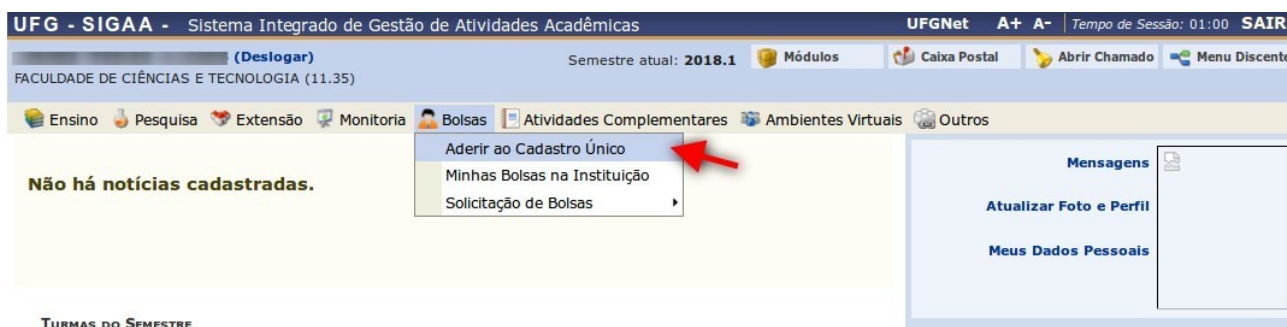 UFG - SIGAA - Sistema Integrado de Gestão de Atividades Acadêmicas UFGNet A+ A- Tempo de Sessão: 01:00 SAIR
(Deslogar) Semestre atual: 2018.1 Módulos Caixa Postal Abrir Chamado Menu Discente
FACULDADE DE CIÊNCIAS E TECNOLOGIA (11.35)
Ensino Pesquisa Extensão Monitoria Bolsas Atividades Complementares Ambientes Virtuais Outros
Aderir ao Cadastro Único
Minhas Bolsas na Instituição
Solicitação de Bolsas
Não há notícias cadastradas.
Mensagens
Atualizar Foto e Perfil
Meus Dados Pessoais
TURMAS DO SEMESTRE